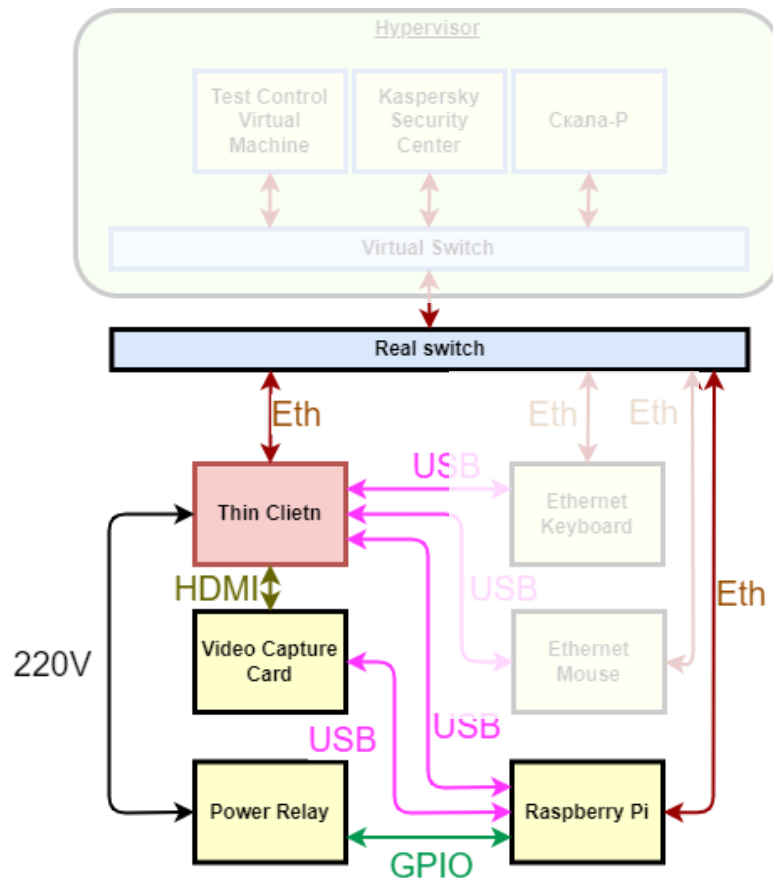 Hypervisor
Test Control
Virtual
Machine
Kaspersky
Security
Center
Скала-Р
Virtual Switch
Real switch
Eth
Eth
Eth
USB
Thin Clietn
Ethernet
Keyboard
HDMI
USB
Eth
Video Capture
Card
Ethernet
Mouse
220V
USB
USB
Power Relay
Raspberry Pi
GPIO